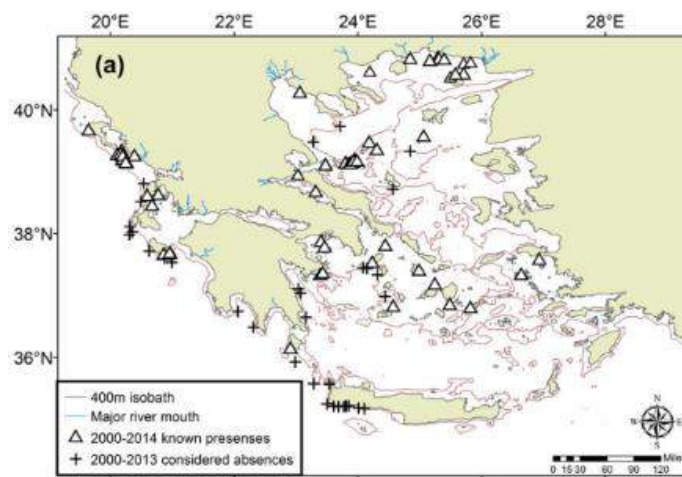 20°E 22°E 24°E 26°E 28°E
(a)
40°N
38°N
36°N
400m isobath
Major river mouth
2000-2014 known presenses
2000-2013 considered absences
N
W E
S
Miles
0 15 30 60 90 120